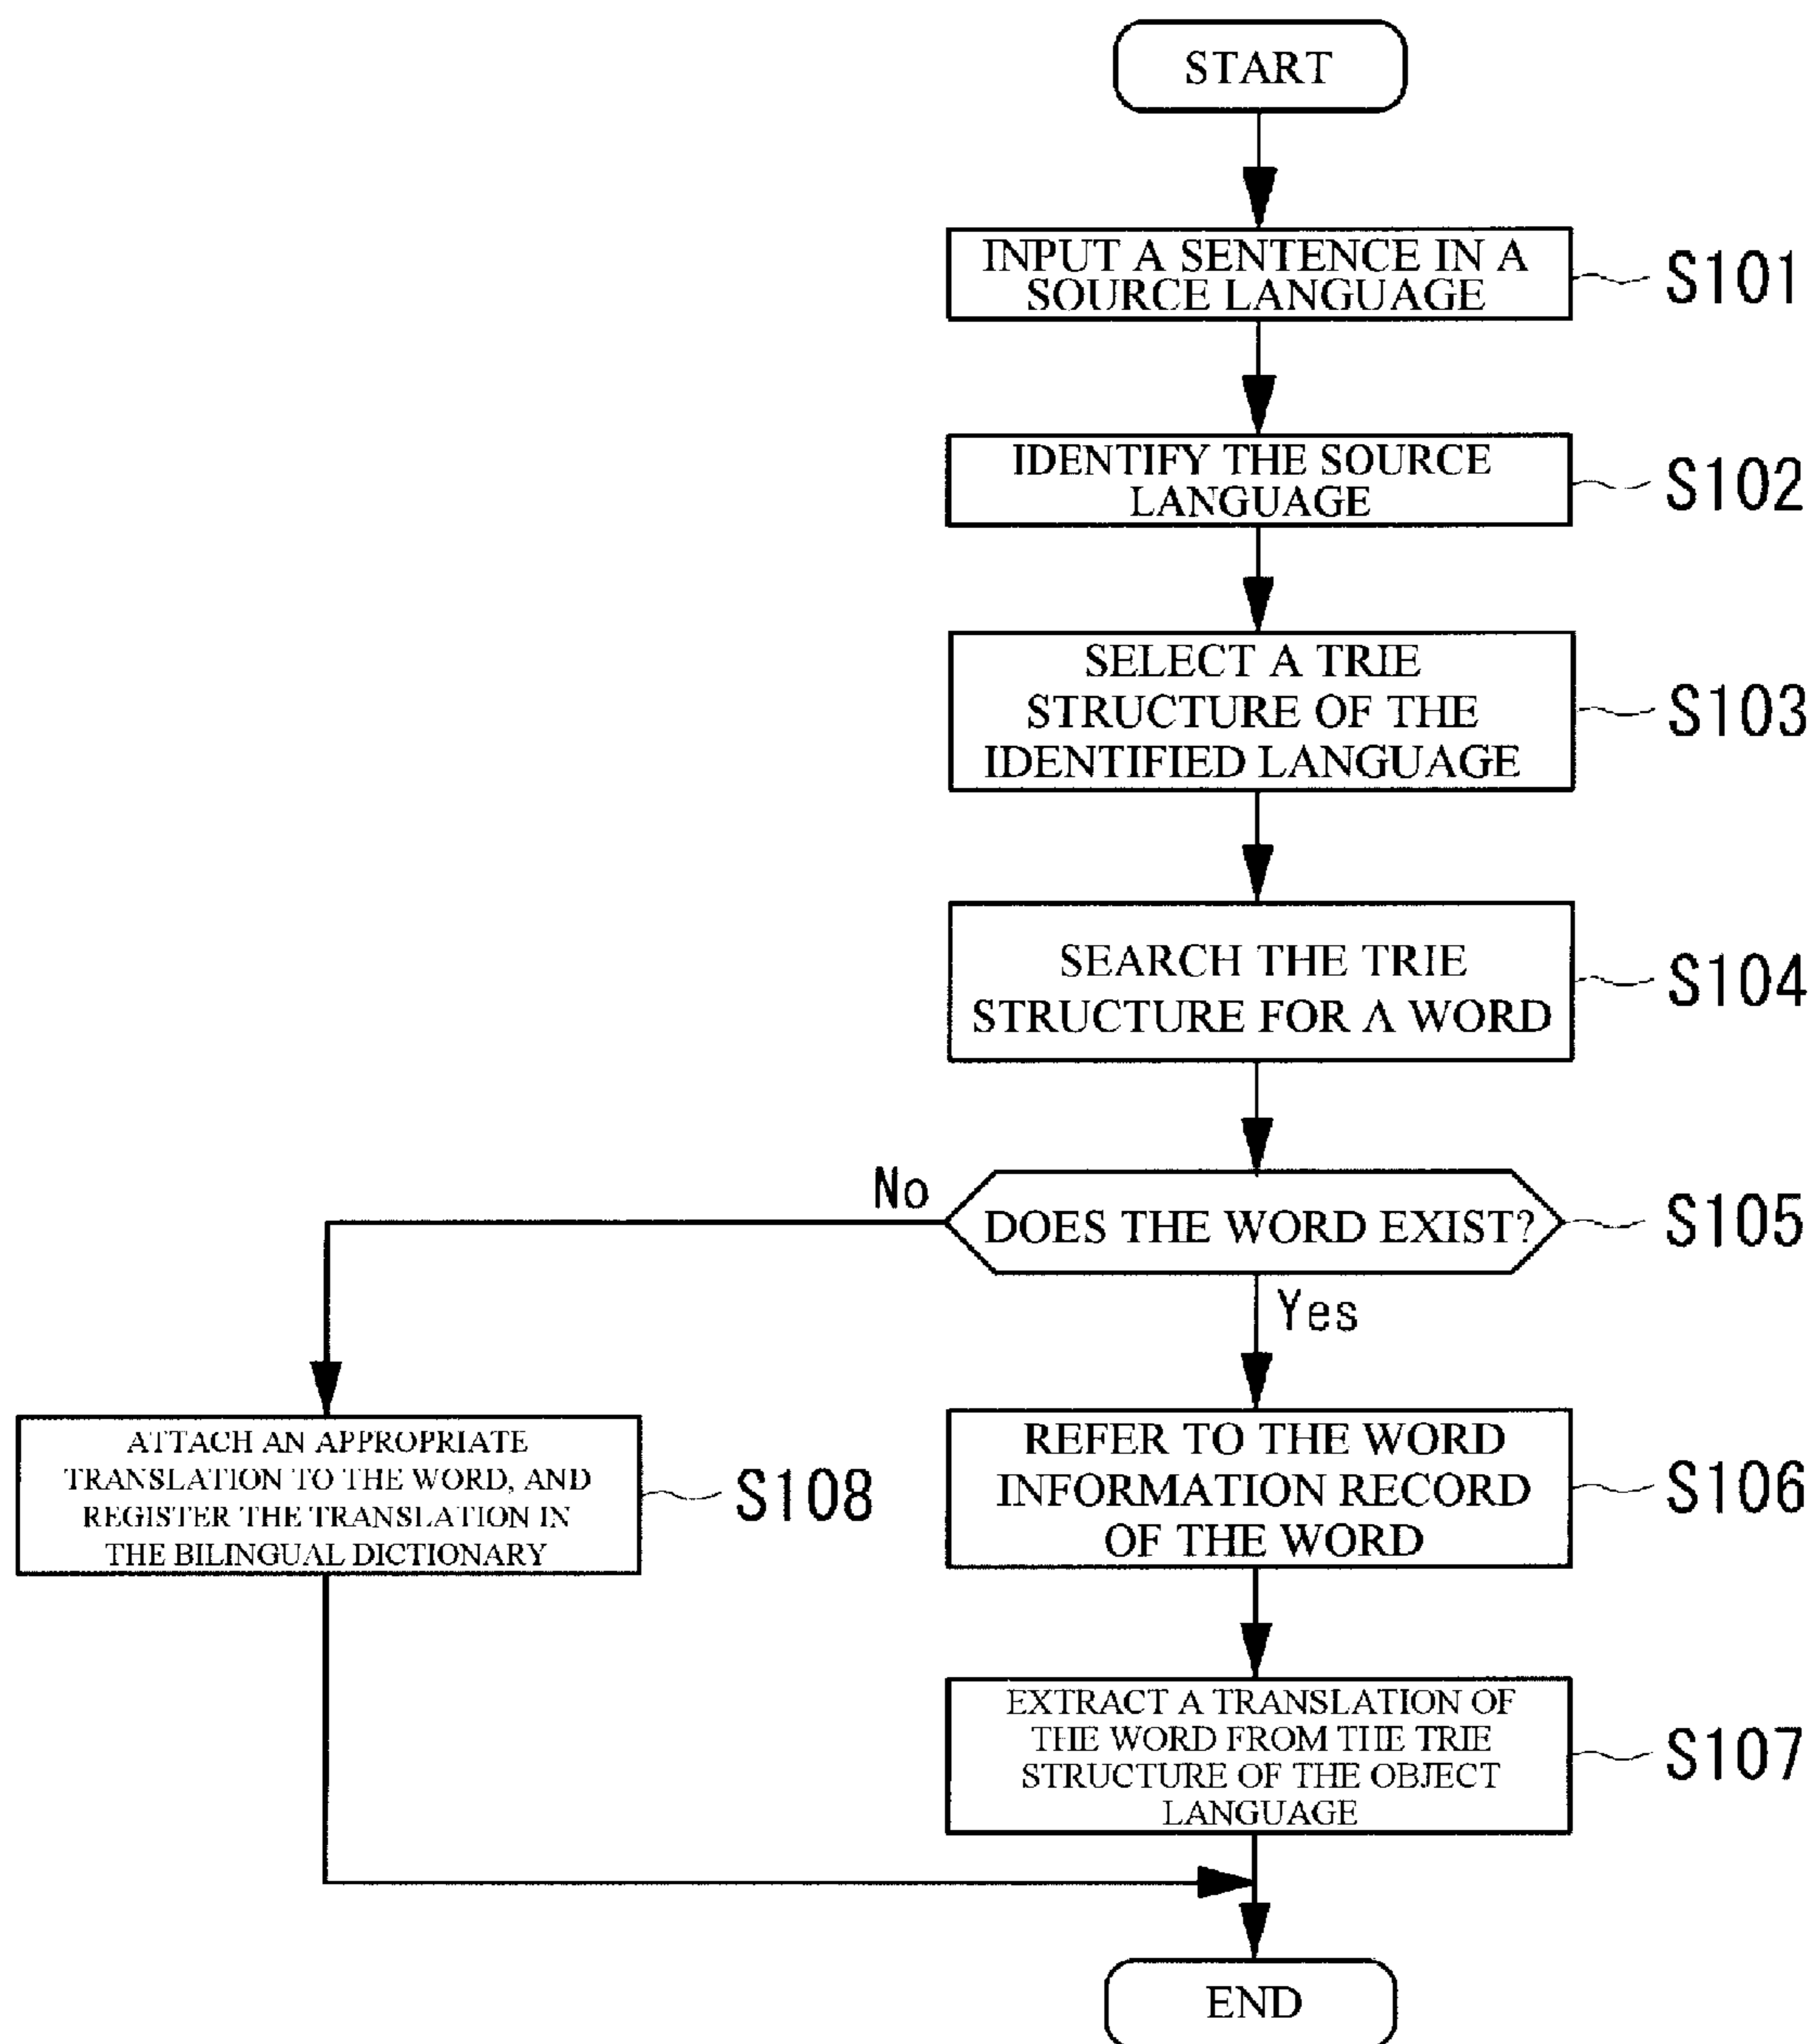 START
INPUT A SENTENCE IN A
SOURCE LANGUAGE
S101
IDENTIFY THE SOURCE
LANGUAGE
S102
SELECT A TRIE
STRUCTURE OF THE
IDENTIFIED LANGUAGE
S103
SEARCH THE TRIE
STRUCTURE FOR A WORD
S104
No
DOES THE WORD EXIST?
S105
Yes
ATTACH AN APPROPRIATE
TRANSLATION TO THE WORD, AND
REGISTER THE TRANSLATION IN
THE BILINGUAL DICTIONARY
S108
REFER TO THE WORD
INFORMATION RECORD
OF THE WORD
S106
EXTRACT A TRANSLATION OF
THE WORD FROM THE TRIE
STRUCTURE OF THE OBJECT
LANGUAGE
S107
END